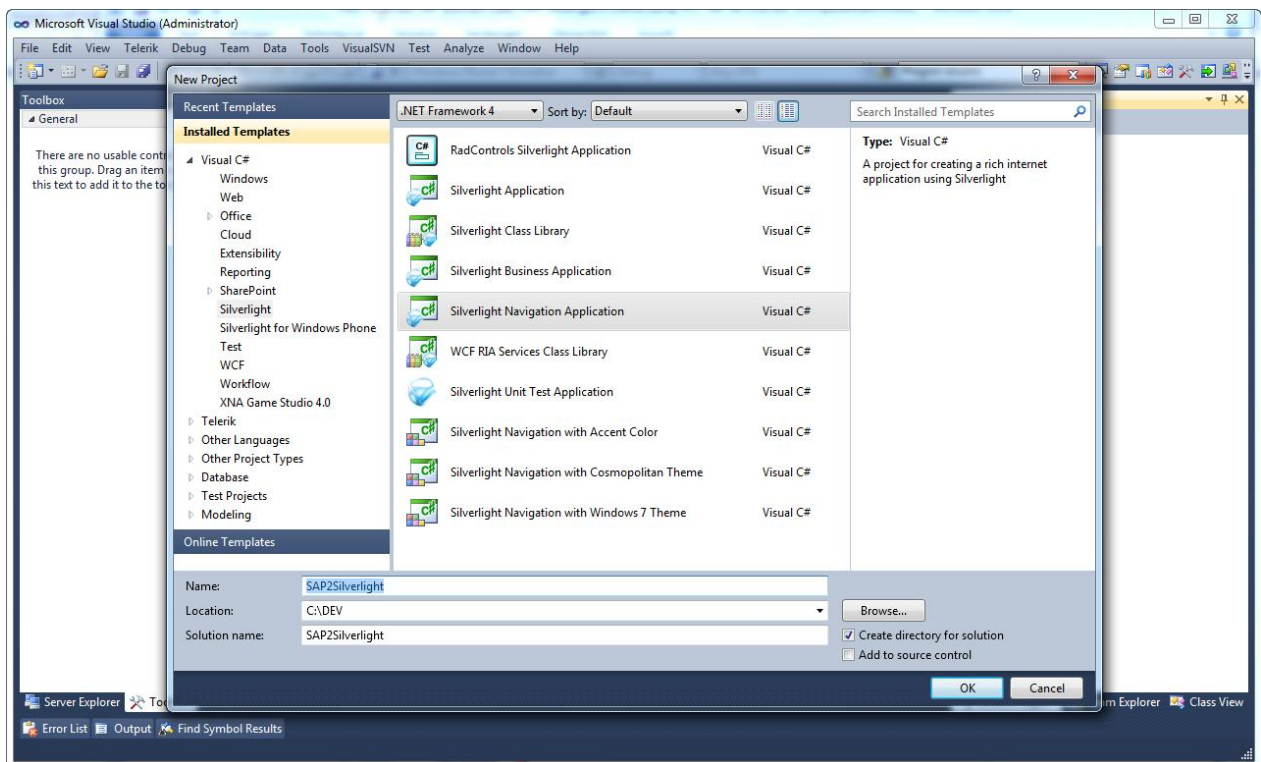 Microsoft Visual Studio (Administrator)
File Edit View Telerik Debug Team Data Tools VisualSVN Test Analyze Window Help
New Project
Toolbox
General
There are no usable
this group. Drag an item
this text to add it to the
Recent Templates
Installed Templates
Visual C#
Windows
Web
Office
Cloud
Extensibility
Reporting
SharePoint
Silverlight
Silverlight for Windows Phone
Test
WCF
Workflow
XNA Game Studio 4.0
Telerik
Other Languages
Other Project Types
Database
Test Projects
Modeling
Online Templates
.NET Framework 4 Sort by: Default
RadControls Silverlight Application Visual C#
Silverlight Application Visual C#
Silverlight Class Library Visual C#
Silverlight Business Application Visual C#
Silverlight Navigation Application Visual C#
WCF RIA Services Class Library Visual C#
Silverlight Unit Test Application Visual C#
Silverlight Navigation with Accent Color Visual C#
Silverlight Navigation with Cosmopolitan Theme Visual C#
Silverlight Navigation with Windows 7 Theme Visual C#
Search Installed Templates
Type: Visual C#
A project for creating a rich internet
application using Silverlight
Name: SAP2Silverlight
Location: C:\DEV Browse...
Solution name: SAP2Silverlight Create directory for solution
Add to source control
OK Cancel
Server Explorer Explorer Class View
Error List Output Find Symbol Results